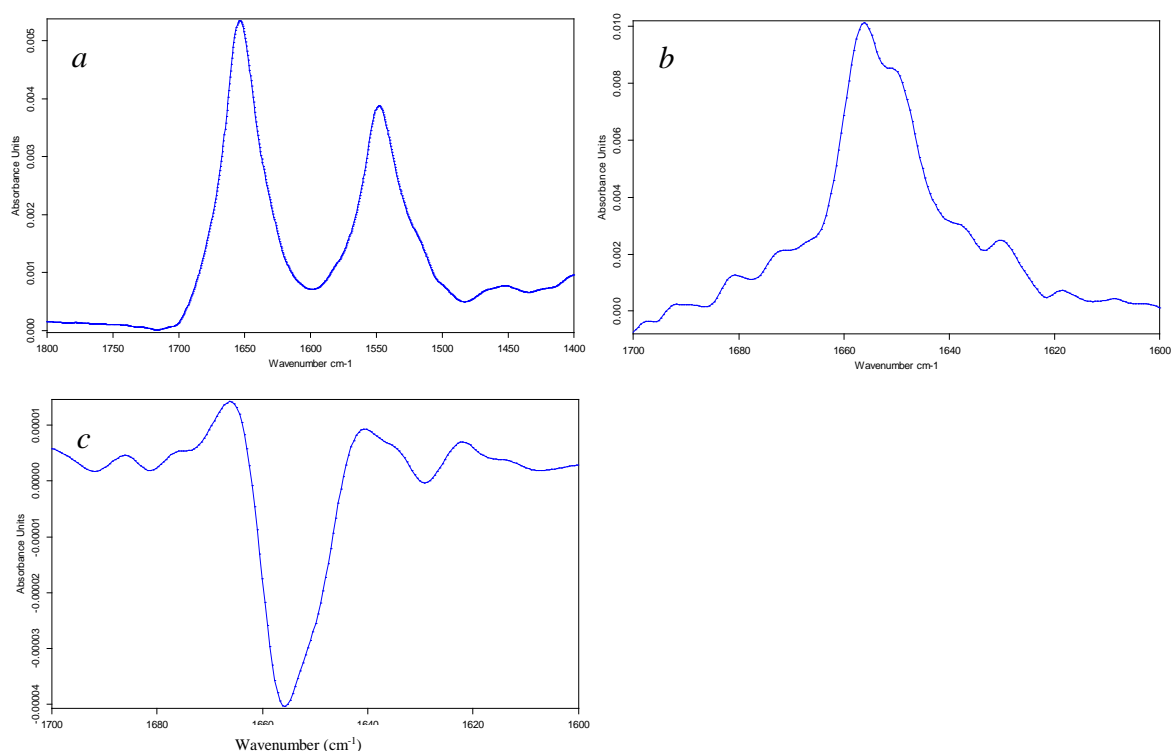 a
Absorbance Units
0.005
0.004
0.003
0.002
0.001
0.000
1800 1750 1700 1650 1600 1550 1500 1450 1400
Wavenumber cm-1
b
Absorbance Units
0.010
0.008
0.006
0.004
0.002
0.000
1700 1680 1660 1640 1620 1600
Wavenumber cm-1
c
Absorbance Units
0.00001
0.00000
-0.00001
-0.00002
-0.00003
-0.00004
1700 1680 1660 1640 1620 1600
Wavenumber (cm-1)